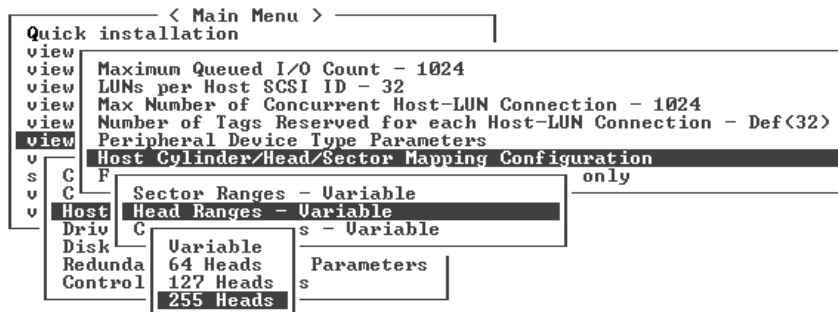 < Main Menu >
Quick installation
view
view Maximum Queued I/O Count - 1024
view LUNs per Host SCSI ID - 32
view Max Number of Concurrent Host-LUN Connection - 1024
view Number of Tags Reserved for each Host-LUN Connection - Def(32)
view Peripheral Device Type Parameters
v Host Cylinder/Head/Sector Mapping Configuration
s C F only
v C Sector Ranges - Variable
v Host Head Ranges - Variable
Driv C s - Variable
Disk Variable
Redunda 64 Heads Parameters
Control 127 Heads s
255 Heads